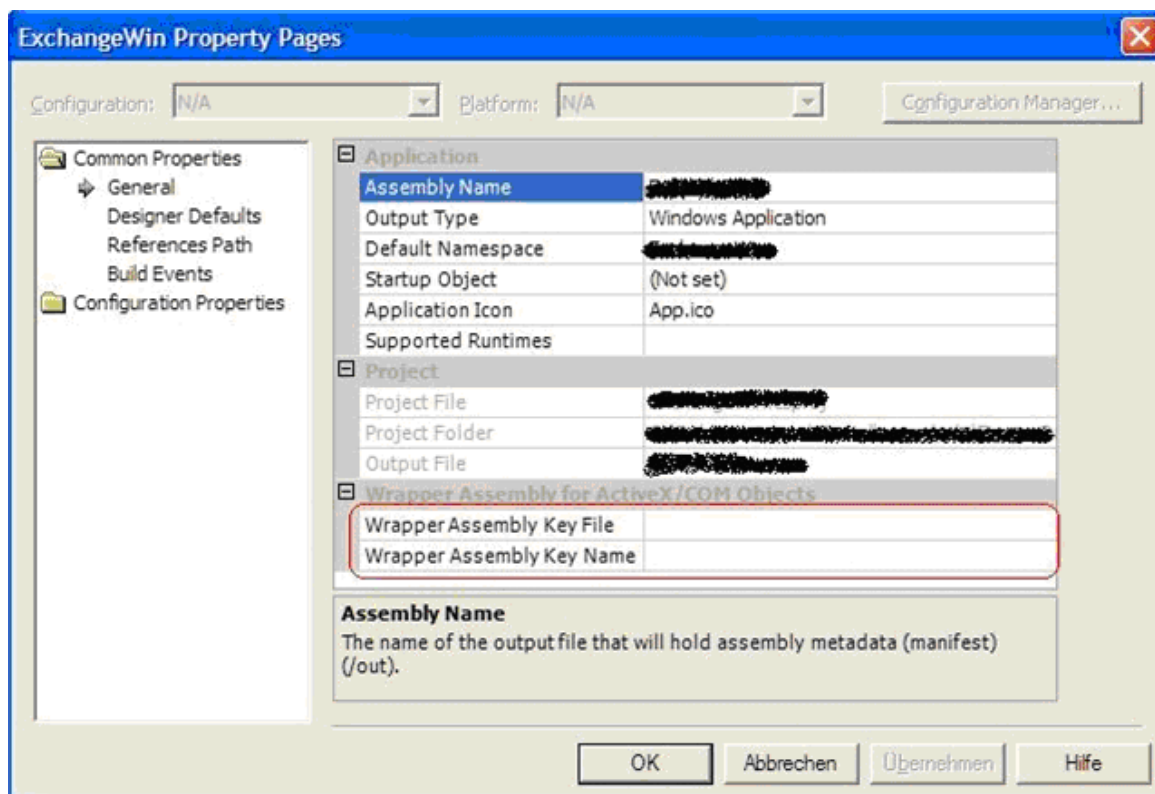 ExchangeWin Property Pages
Configuration: N/A Platform: N/A Configuration Manager...
Common Properties
General
Designer Defaults
References Path
Build Events
Configuration Properties
Application
Assembly Name
Output Type Windows Application
Default Namespace
Startup Object (Not set)
Application Icon App.ico
Supported Runtimes
Project
Project File
Project Folder
Output File
Wrapper Assembly for ActiveX/COM Objects
Wrapper Assembly Key File
Wrapper Assembly Key Name
Assembly Name
The name of the output file that will hold assembly metadata (manifest)
(/out).
OK Abbrechen Übernehmen Hilfe